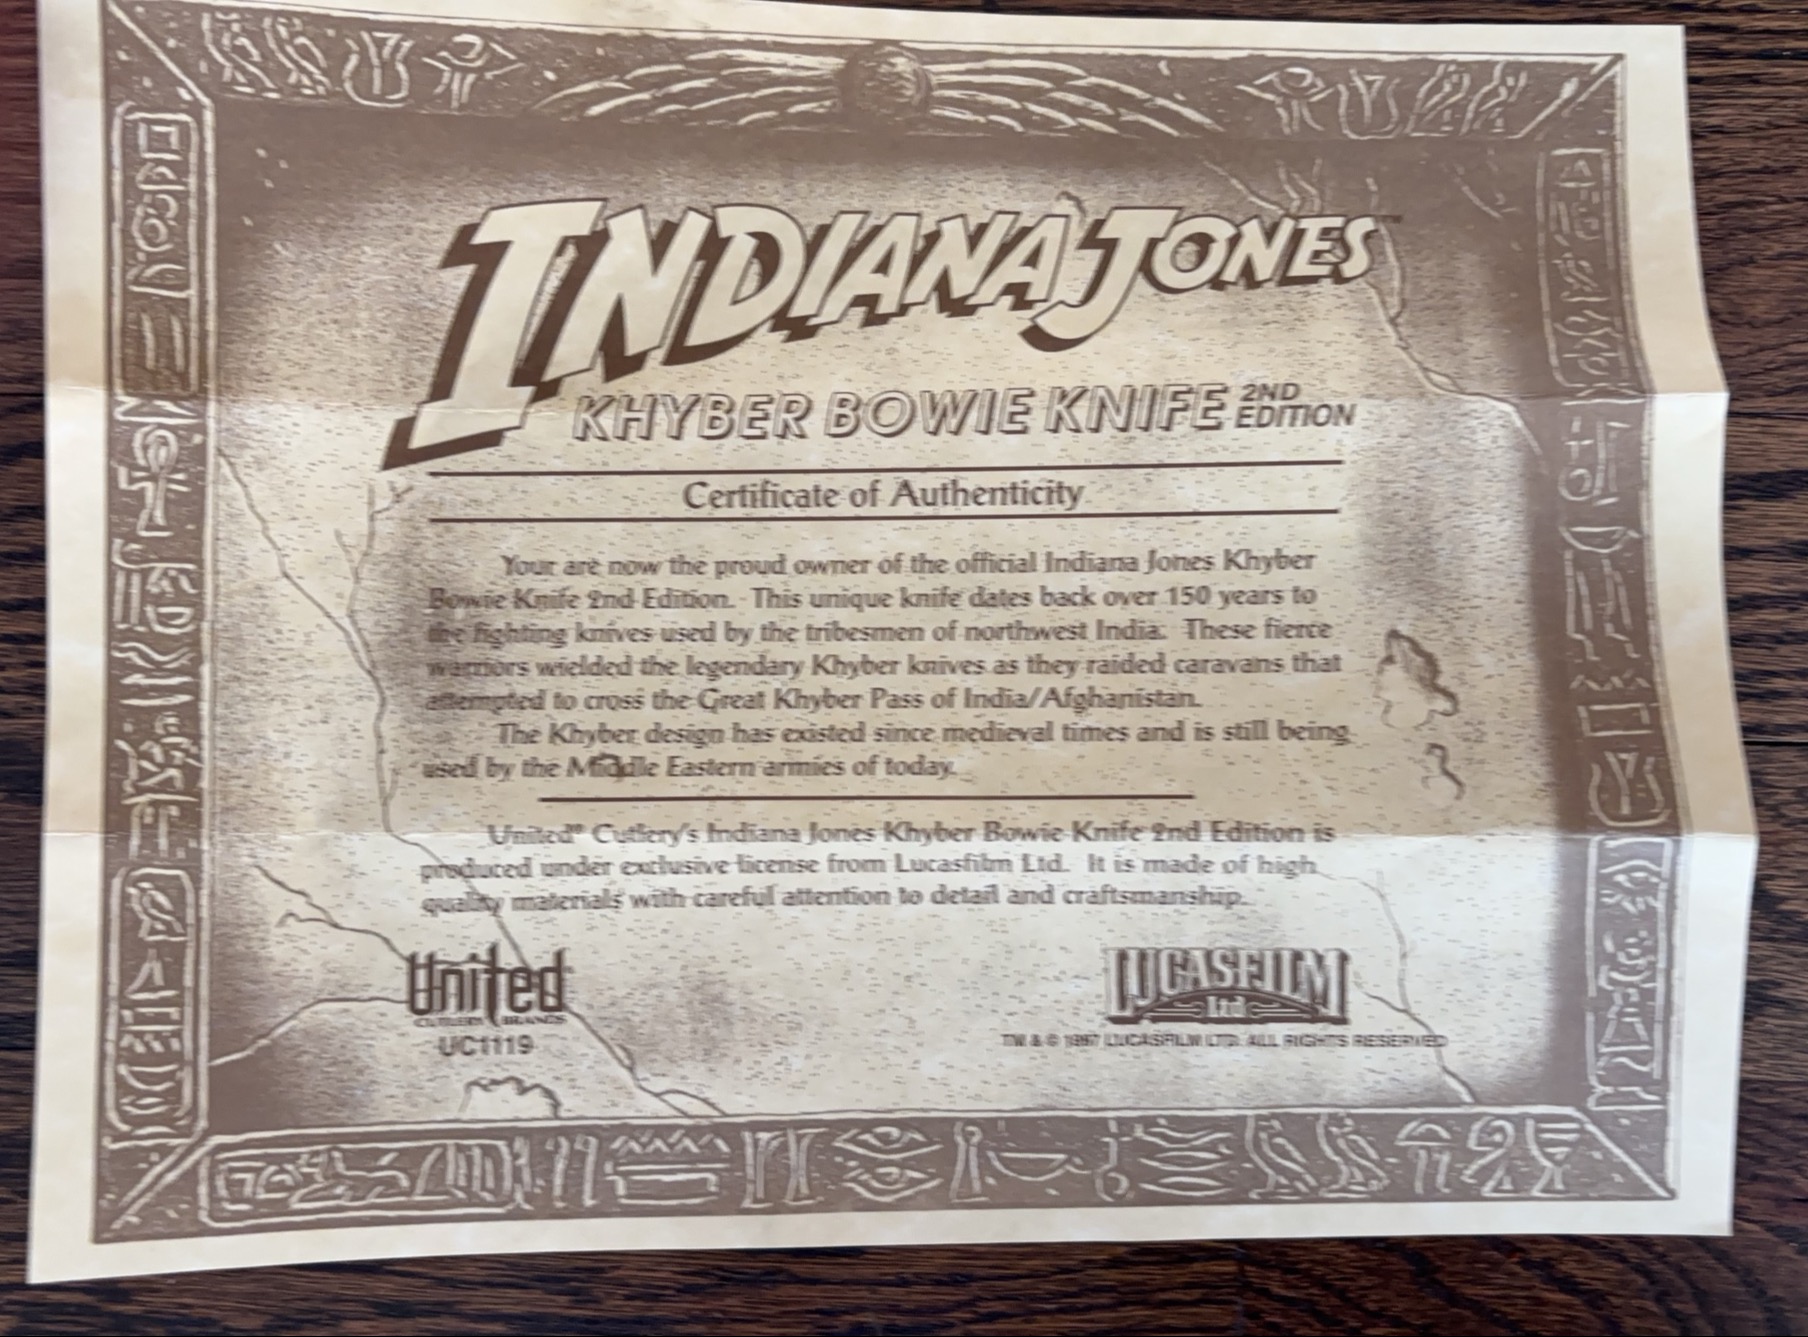 INDIANA JONES™
KHYBER BOWIE KNIFE 2ND EDITION
Certificate of Authenticity
Your are now the proud owner of the official Indiana Jones Khyber
Bowie Knife 2nd Edition. This unique knife dates back over 150 years to
the fighting knives used by the tribesmen of northwest India. These fierce
warriors wielded the legendary Khyber knives as they raided caravans that
attempted to cross the Great Khyber Pass of India/Afghanistan.
The Khyber design has existed since medieval times and is still being
used by the Middle Eastern armies of today.
United® Cutlery's Indiana Jones Khyber Bowie Knife 2nd Edition is
produced under exclusive license from Lucasfilm Ltd. It is made of high
quality materials with careful attention to detail and craftsmanship.
United
CUTLERY BRANDS
UC1119
LUCASFILM
Ltd
TM & © 1997 LUCASFILM LTD. ALL RIGHTS RESERVED